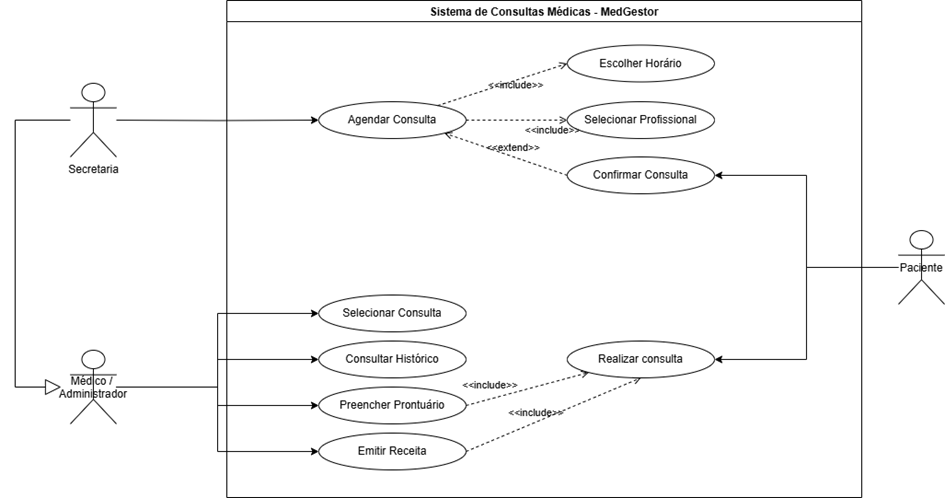 Sistema de Consultas Médicas - MedGestor
Escolher Horário
<<include>>
Agendar Consulta
Selecionar Profissional
<<include>>
<<extend>>
Secretaria
Confirmar Consulta
Paciente
Selecionar Consulta
Consultar Histórico
Realizar consulta
Médico /
Administrador
<<include>>
Preencher Prontuário
<<include>>
Emitir Receita